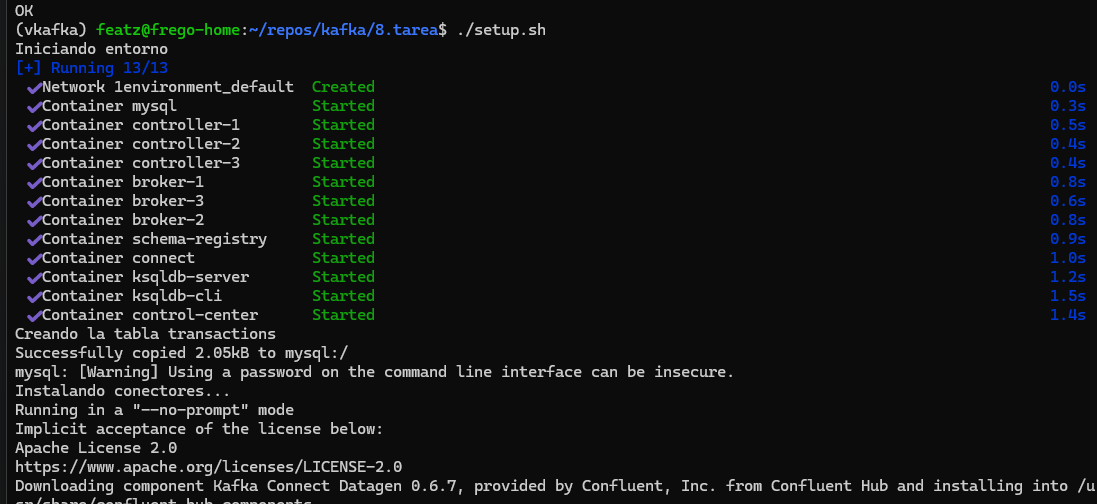 OK
(vkafka) featz@frego-home:~/repos/kafka/8.tarea$ ./setup.sh
Iniciando entorno
[+] Running 13/13
✔Network 1environment_default Created 0.0s
✔Container mysql Started 0.3s
✔Container controller-1 Started 0.5s
✔Container controller-2 Started 0.4s
✔Container controller-3 Started 0.4s
✔Container broker-1 Started 0.8s
✔Container broker-3 Started 0.6s
✔Container broker-2 Started 0.8s
✔Container schema-registry Started 0.9s
✔Container connect Started 1.0s
✔Container ksqldb-server Started 1.2s
✔Container ksqldb-cli Started 1.5s
✔Container control-center Started 1.4s
Creando la tabla transactions
Successfully copied 2.05kB to mysql:/
mysql: [Warning] Using a password on the command line interface can be insecure.
Instalando conectores...
Running in a "--no-prompt" mode
Implicit acceptance of the license below:
Apache License 2.0
https://www.apache.org/licenses/LICENSE-2.0
Downloading component Kafka Connect Datagen 0.6.7, provided by Confluent, Inc. from Confluent Hub and installing into /u
sr/share/confluent-hub-components